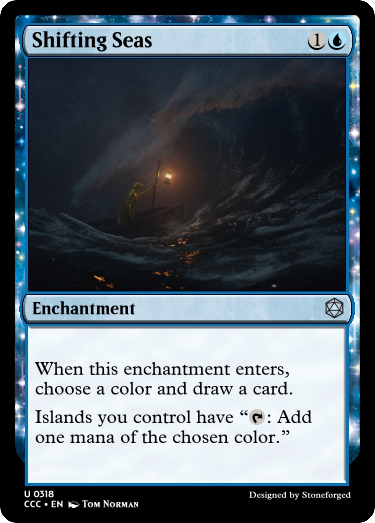 Shifting Seas 1
Enchantment
When this enchantment enters,
choose a color and draw a card.
Islands you control have “: Add
one mana of the chosen color.”
U 0318 Designed by Stoneforged
CCC • EN Tom Norman